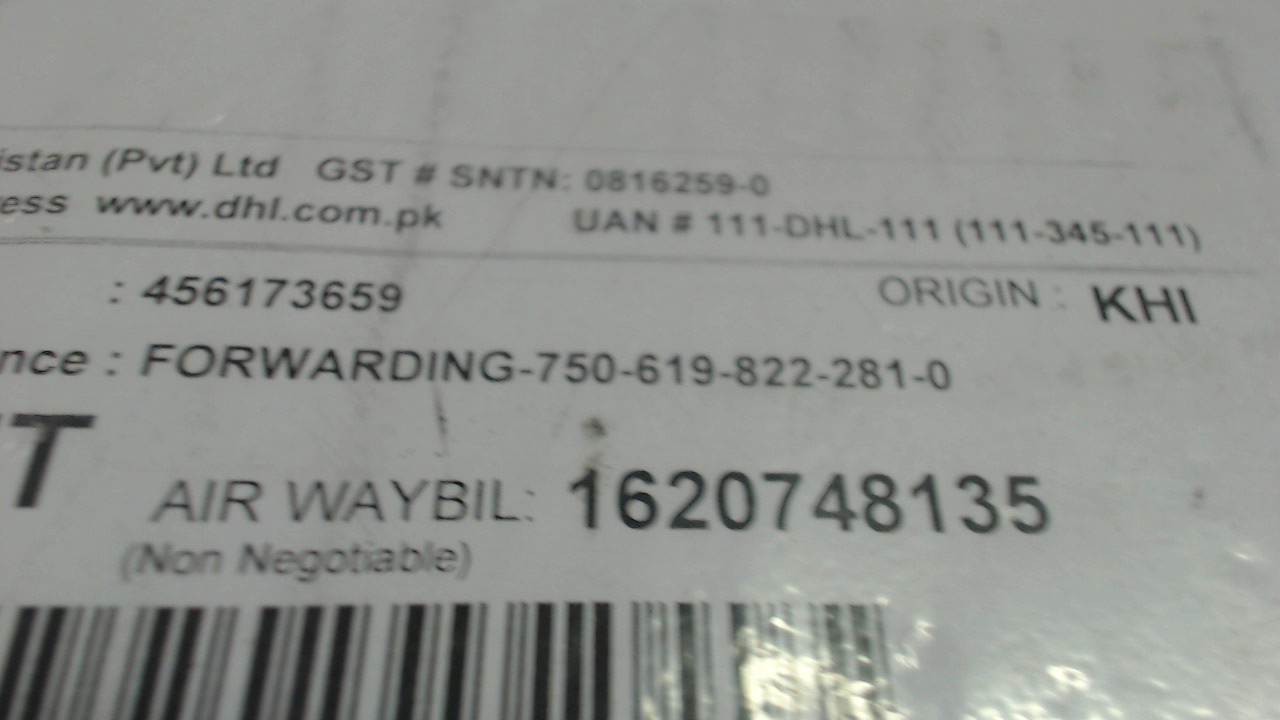 istan (Pvt) Ltd GST # SNTN: 0816259-0
ess www.dhl.com.pk UAN # 111-DHL-111 (111-345-111)
: 456173659 ORIGIN : KHI
nce : FORWARDING-750-619-822-281-0
T AIR WAYBIL: 1620748135
(Non Negotiable)